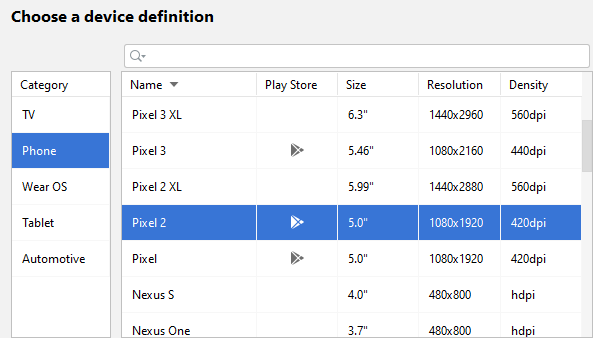 Choose a device definition
Category Name Play Store Size Resolution Density
TV Pixel 3 XL 6.3" 1440x2960 560dpi
Phone Pixel 3 5.46" 1080x2160 440dpi
Wear OS Pixel 2 XL 5.99" 1440x2880 560dpi
Tablet Pixel 2 5.0" 1080x1920 420dpi
Automotive Pixel 5.0" 1080x1920 420dpi
Nexus S 4.0" 480x800 hdpi
Nexus One 3.7" 480x800 hdpi